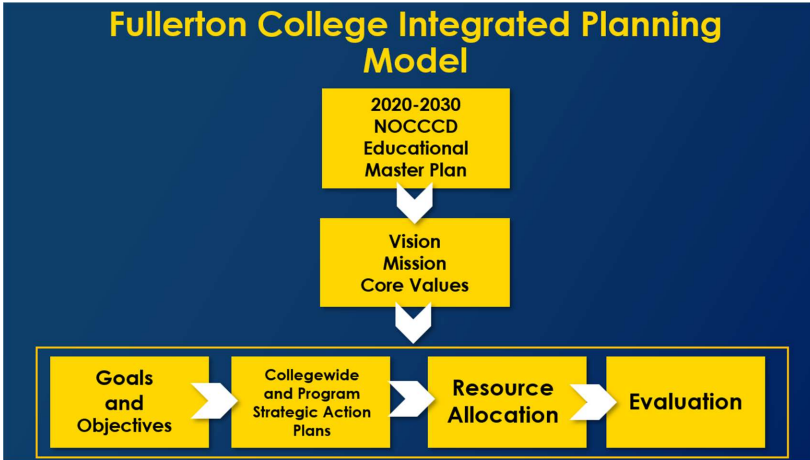 Fullerton College Integrated Planning
Model
2020-2030
NOCCCD
Educational
Master Plan
Vision
Mission
Core Values
Goals
and
Objectives
Collegewide
and Program
Strategic Action
Plans
Resource
Allocation
Evaluation